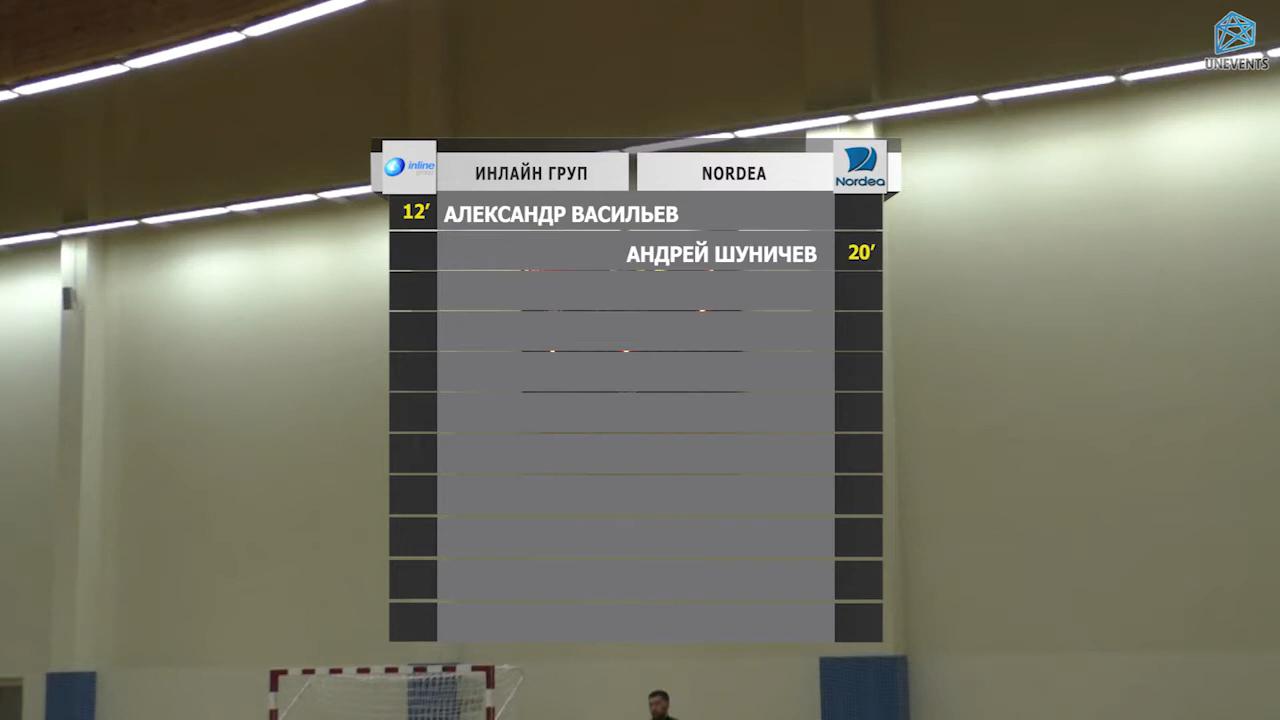 UNEVENTS
inline
ИНЛАЙН ГРУП
NORDEA
Nordea
12’ АЛЕКСАНДР ВАСИЛЬЕВ
АНДРЕЙ ШУНИЧЕВ 20’